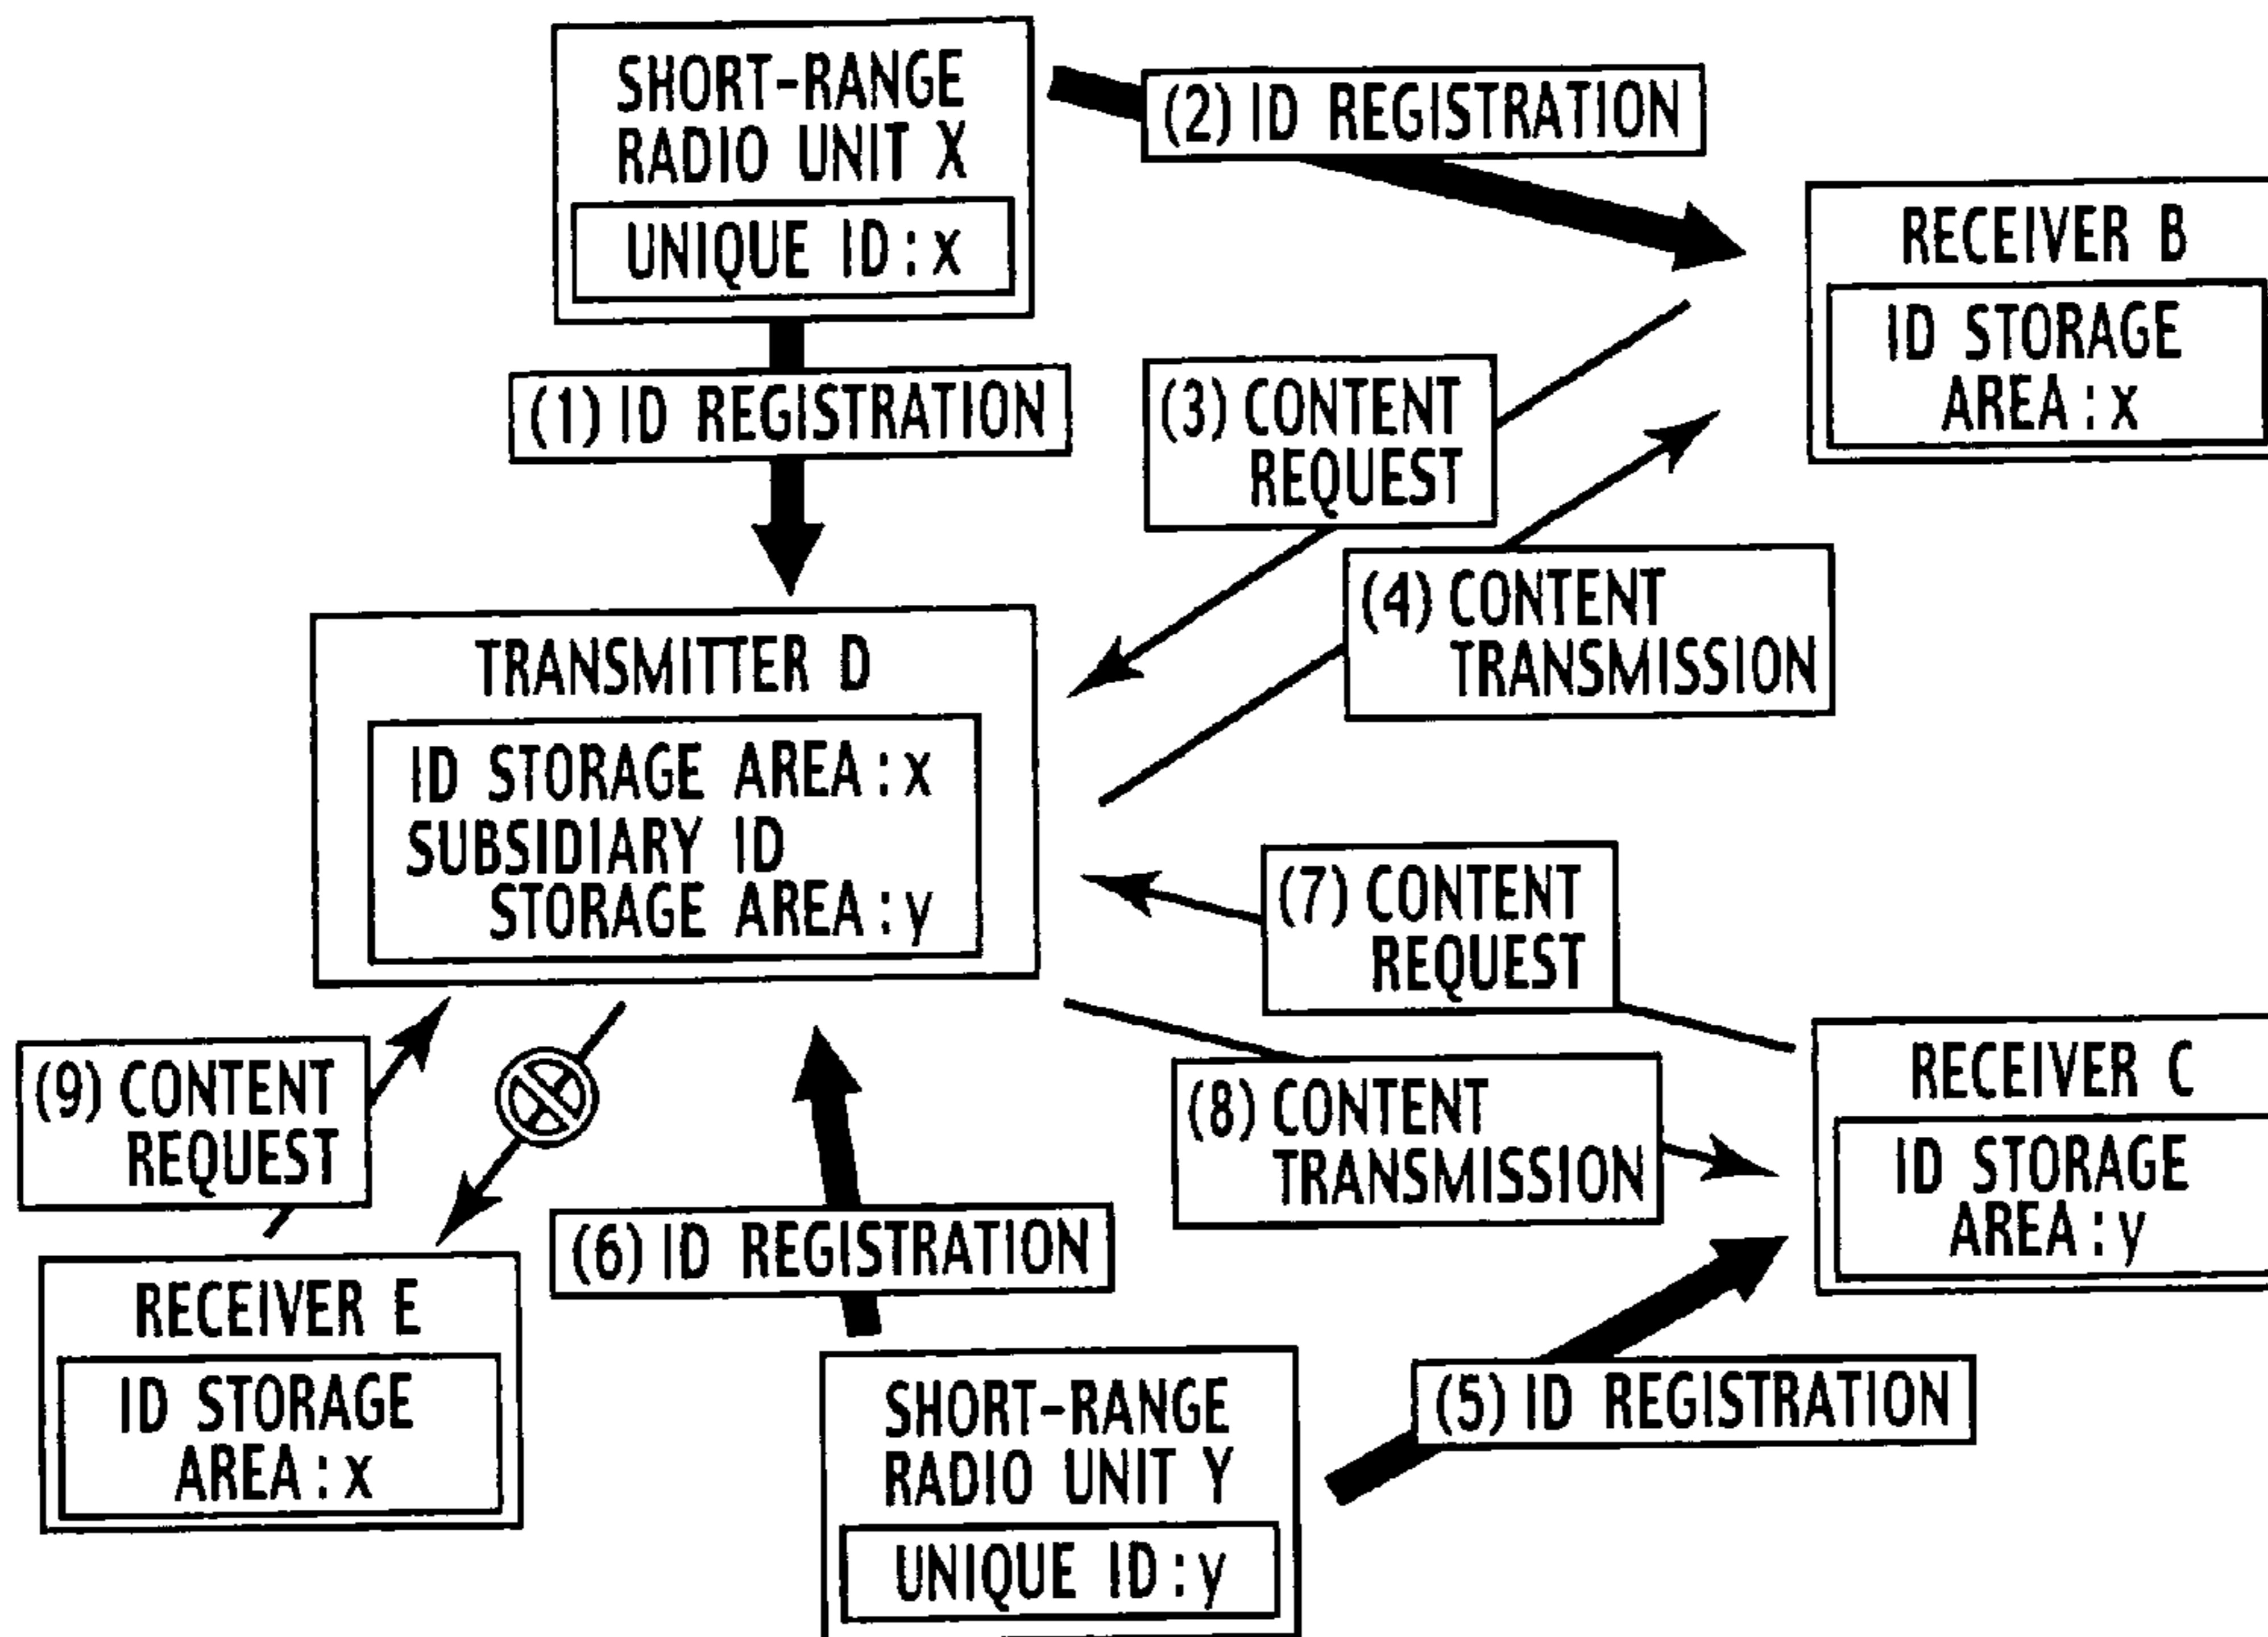 SHORT-RANGE
RADIO UNIT X
UNIQUE ID : x
(2) ID REGISTRATION
RECEIVER B
ID STORAGE
AREA : x
(1) ID REGISTRATION
(3) CONTENT
REQUEST
(4) CONTENT
TRANSMISSION
TRANSMITTER D
ID STORAGE AREA : x
SUBSIDIARY ID
STORAGE AREA : y
(7) CONTENT
REQUEST
(9) CONTENT
REQUEST
(8) CONTENT
TRANSMISSION
RECEIVER C
ID STORAGE
AREA : y
(6) ID REGISTRATION
RECEIVER E
ID STORAGE
AREA : x
(5) ID REGISTRATION
SHORT-RANGE
RADIO UNIT Y
UNIQUE ID : y